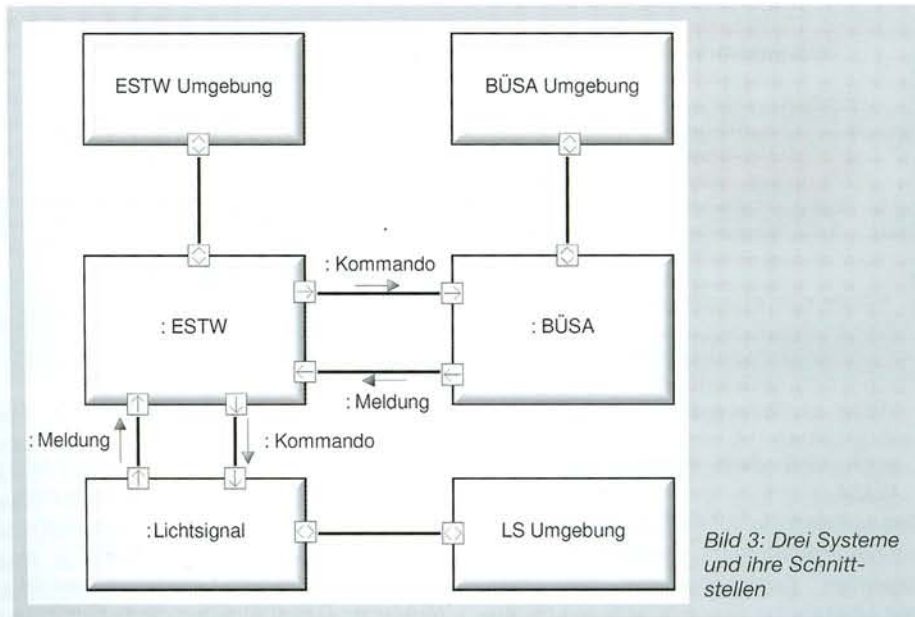 ESTW Umgebung
BÜSA Umgebung
: Kommando
: ESTW
: BÜSA
: Meldung
: Meldung
: Kommando
:Lichtsignal
LS Umgebung
Bild 3: Drei Systeme
und ihre Schnitt-
stellen